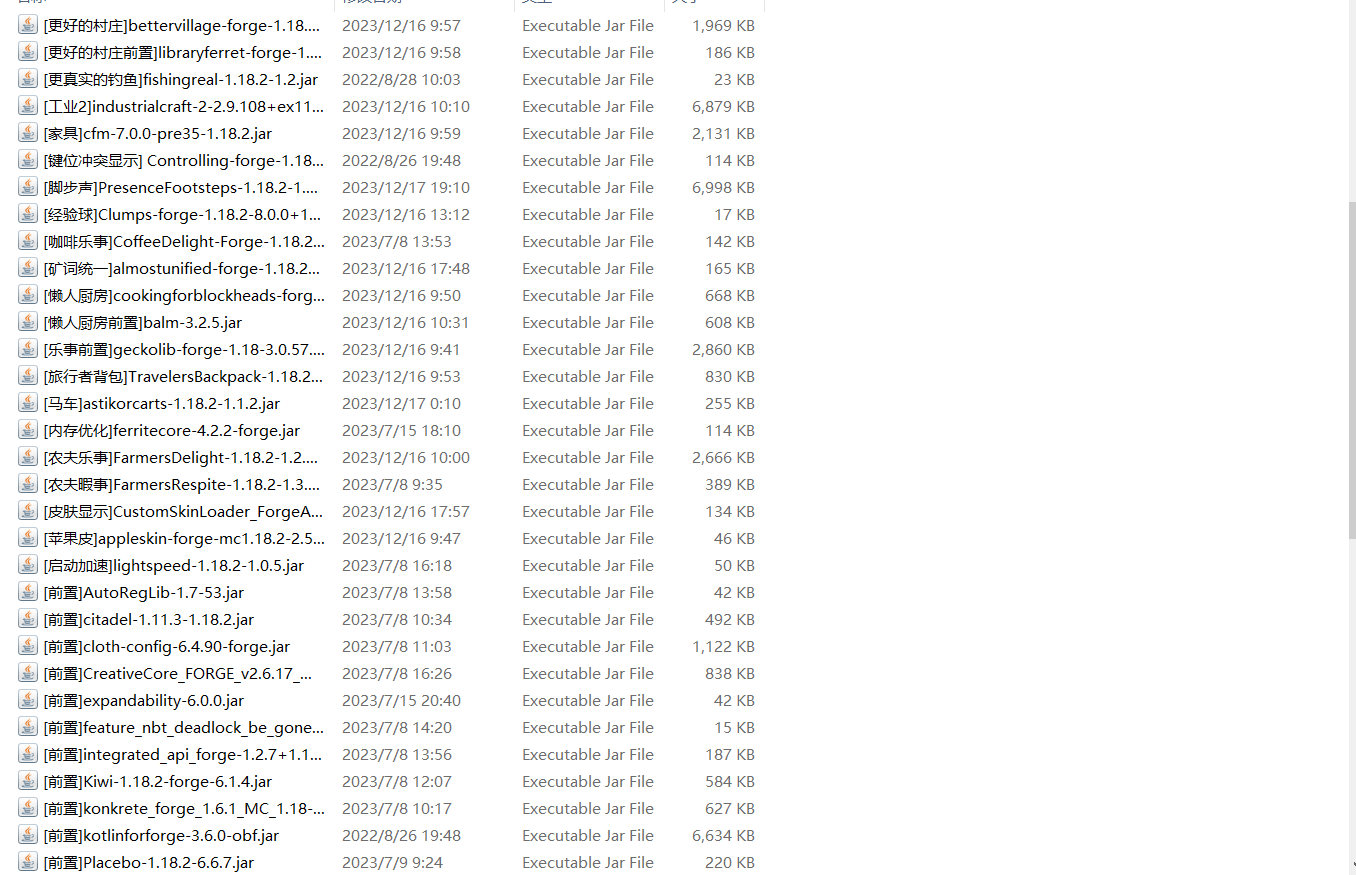 [更好的村庄]bettervillage-forge-1.18.... 2023/12/16 9:57 Executable Jar File 1,969 KB
[更好的村庄前置]libraryferret-forge-1.... 2023/12/16 9:58 Executable Jar File 186 KB
[更真实的钓鱼]fishingreal-1.18.2-1.2.jar 2022/8/28 10:03 Executable Jar File 23 KB
[工业2]industrialcraft-2-2.9.108+ex11... 2023/12/16 10:10 Executable Jar File 6,879 KB
[家具]cfm-7.0.0-pre35-1.18.2.jar 2023/12/16 9:59 Executable Jar File 2,131 KB
[键位冲突显示] Controlling-forge-1.18... 2022/8/26 19:48 Executable Jar File 114 KB
[脚步声]PresenceFootsteps-1.18.2-1.... 2023/12/17 19:10 Executable Jar File 6,998 KB
[经验球]Clumps-forge-1.18.2-8.0.0+1... 2023/12/16 13:12 Executable Jar File 17 KB
[咖啡乐事]CoffeeDelight-Forge-1.18.2... 2023/7/8 13:53 Executable Jar File 142 KB
[矿词统一]almostunified-forge-1.18.2... 2023/12/16 17:48 Executable Jar File 165 KB
[懒人厨房]cookingforblockheads-forg... 2023/12/16 9:50 Executable Jar File 668 KB
[懒人厨房前置]balm-3.2.5.jar 2023/12/16 10:31 Executable Jar File 608 KB
[乐事前置]geckolib-forge-1.18-3.0.57.... 2023/12/16 9:41 Executable Jar File 2,860 KB
[旅行者背包]TravelersBackpack-1.18.2... 2023/12/16 9:53 Executable Jar File 830 KB
[马车]astikorcarts-1.18.2-1.1.2.jar 2023/12/17 0:10 Executable Jar File 255 KB
[内存优化]ferritecore-4.2.2-forge.jar 2023/7/15 18:10 Executable Jar File 114 KB
[农夫乐事]FarmersDelight-1.18.2-1.2.... 2023/12/16 10:00 Executable Jar File 2,666 KB
[农夫暇事]FarmersRespite-1.18.2-1.3.... 2023/7/8 9:35 Executable Jar File 389 KB
[皮肤显示]CustomSkinLoader_ForgeA... 2023/12/16 17:57 Executable Jar File 134 KB
[苹果皮]appleskin-forge-mc1.18.2-2.5... 2023/12/16 9:47 Executable Jar File 46 KB
[启动加速]lightspeed-1.18.2-1.0.5.jar 2023/7/8 16:18 Executable Jar File 50 KB
[前置]AutoRegLib-1.7-53.jar 2023/7/8 13:58 Executable Jar File 42 KB
[前置]citadel-1.11.3-1.18.2.jar 2023/7/8 10:34 Executable Jar File 492 KB
[前置]cloth-config-6.4.90-forge.jar 2023/7/8 11:03 Executable Jar File 1,122 KB
[前置]CreativeCore_FORGE_v2.6.17_... 2023/7/8 16:26 Executable Jar File 838 KB
[前置]expandability-6.0.0.jar 2023/7/15 20:40 Executable Jar File 42 KB
[前置]feature_nbt_deadlock_be_gone... 2023/7/8 14:20 Executable Jar File 15 KB
[前置]integrated_api_forge-1.2.7+1.1... 2023/7/8 13:56 Executable Jar File 187 KB
[前置]Kiwi-1.18.2-forge-6.1.4.jar 2023/7/8 12:07 Executable Jar File 584 KB
[前置]konkrete_forge_1.6.1_MC_1.18-... 2023/7/8 10:17 Executable Jar File 627 KB
[前置]kotlinforforge-3.6.0-obf.jar 2022/8/26 19:48 Executable Jar File 6,634 KB
[前置]Placebo-1.18.2-6.6.7.jar 2023/7/9 9:24 Executable Jar File 220 KB